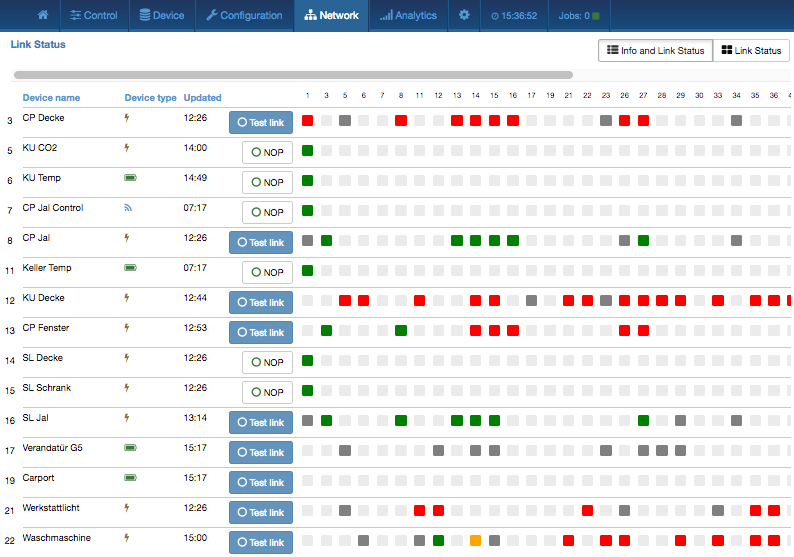 Control Device Configuration Network Analytics 15:36:52 Jobs: 0
Link Status
Info and Link Status Link Status
Device name Device type Updated 1 3 5 6 7 8 11 12 13 14 15 16 17 19 21 22 23 26 27 28 29 30 31 33 34 35 36
3 CP Decke 12:26 Test link
5 KU CO2 14:00 NOP
6 KU Temp 14:49 NOP
7 CP Jal Control 07:17 NOP
8 CP Jal 12:26 Test link
11 Keller Temp 07:17 NOP
12 KU Decke 12:44 Test link
13 CP Fenster 12:53 Test link
14 SL Decke 12:26 NOP
15 SL Schrank 12:26 NOP
16 SL Jal 13:14 Test link
17 Verandatür G5 15:17 Test link
19 Carport 15:17 Test link
21 Werkstattlicht 12:26 Test link
22 Waschmaschine 15:00 Test link